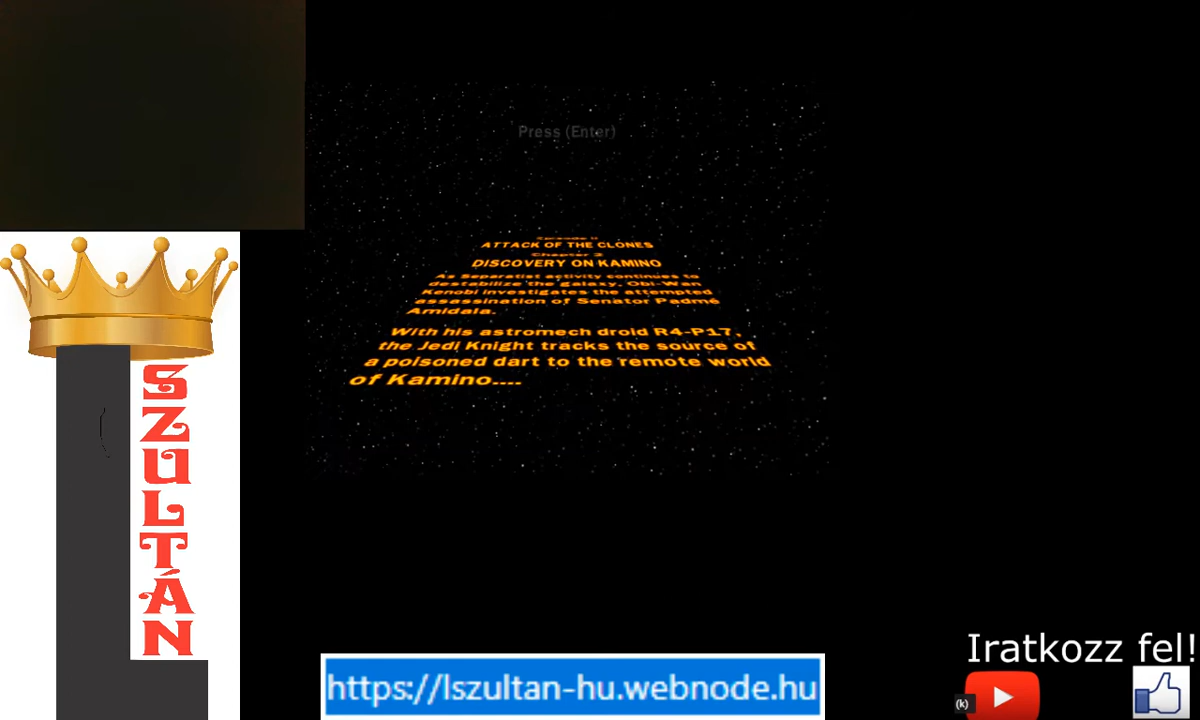 Press (Enter)
Episode II
ATTACK OF THE CLONES
Chapter 2
DISCOVERY ON KAMINO
As Separatist activity continues to
destabilize the galaxy, Obi-Wan
Kenobi investigates the attempted
assassination of Senator Padmé
Amidala.
With his astromech droid R4-P17,
the Jedi Knight tracks the source of
a poisoned dart to the remote world
of Kamino....
L
SZULTÁN
https://lszultan-hu.webnode.hu
Iratkozz fel!
(k)